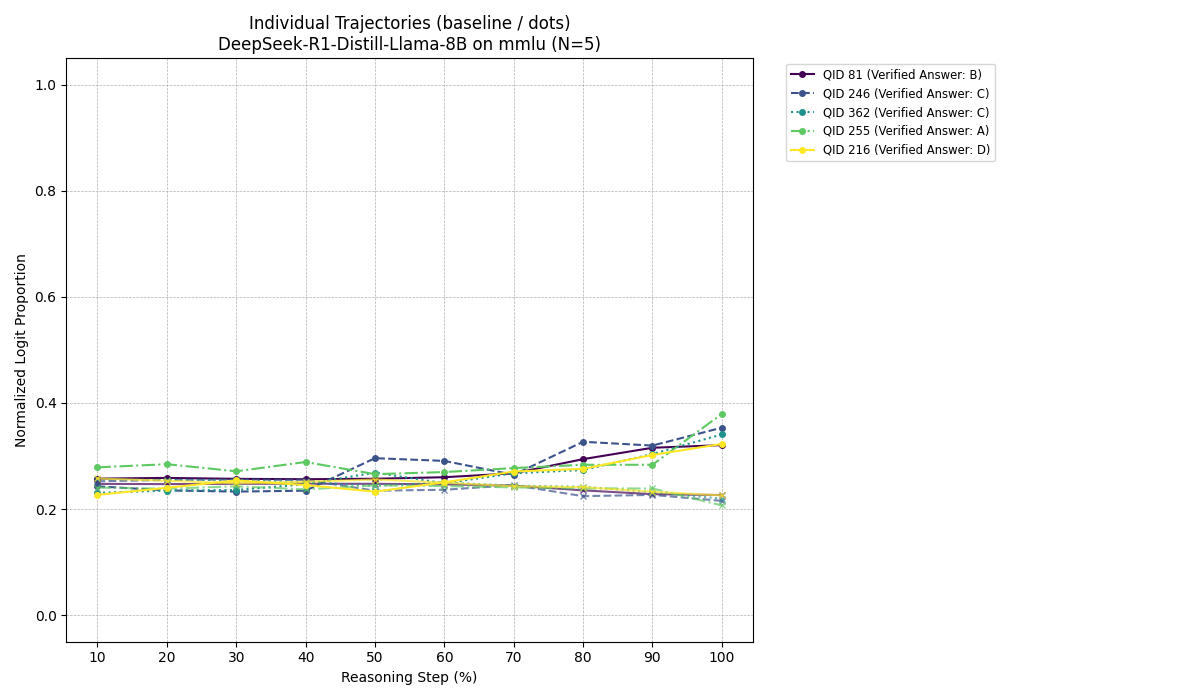 Individual Trajectories (baseline / dots)
DeepSeek-R1-Distill-Llama-8B on mmlu (N=5)
1.0
0.8
0.6
0.4
0.2
0.0
Normalized Logit Proportion
10 20 30 40 50 60 70 80 90 100
Reasoning Step (%)
QID 81 (Verified Answer: B)
QID 246 (Verified Answer: C)
QID 362 (Verified Answer: C)
QID 255 (Verified Answer: A)
QID 216 (Verified Answer: D)